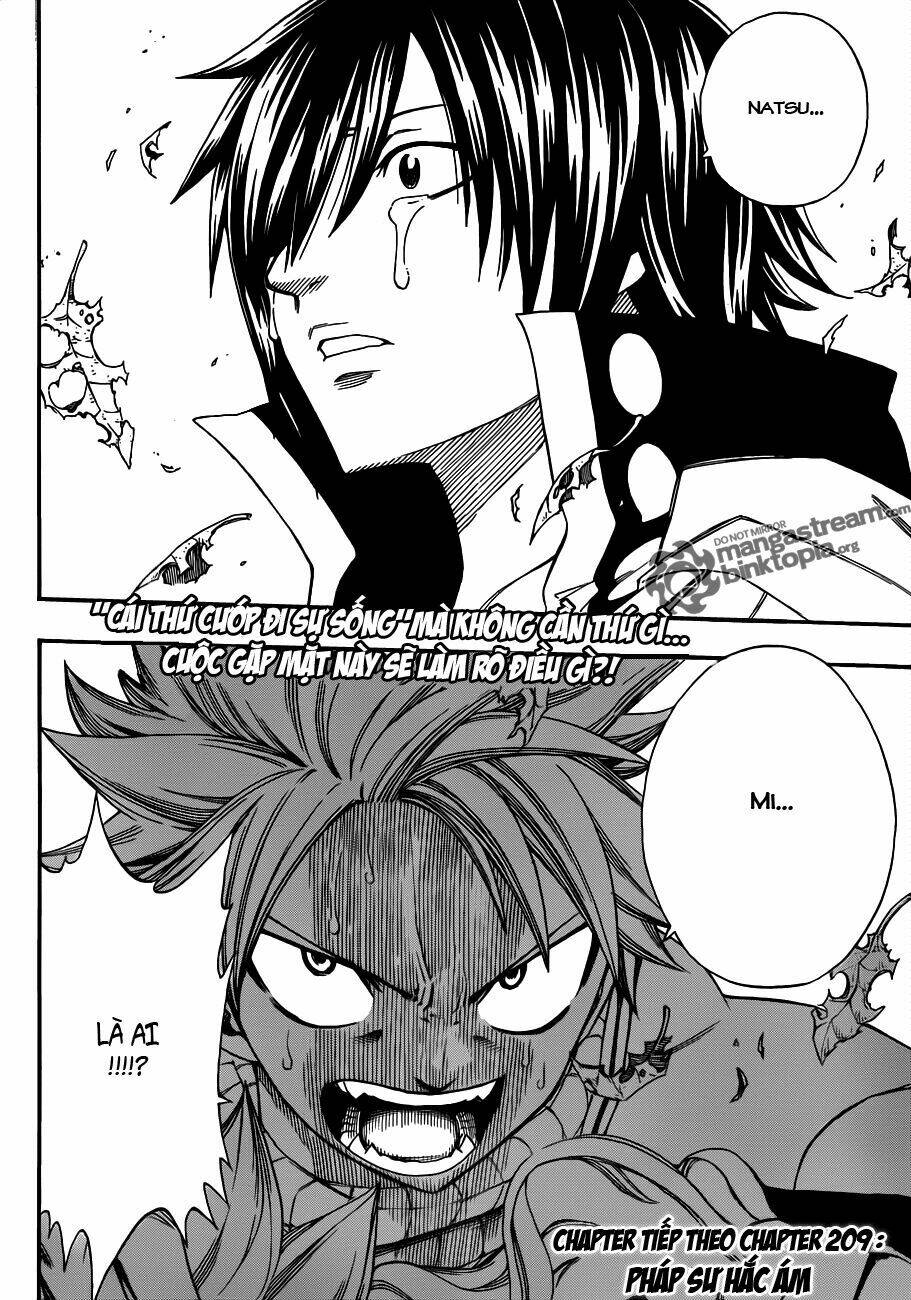 NATSU...
DO NOT MIRROR
mangastream.com
binktopia.org
"CÁI THỨ CƯỚP ĐI SỰ SỐNG" MÀ KHÔNG CẦN THỨ GÌ...
CUỘC GẶP MẶT NÀY SẼ LÀM RÕ ĐIỀU GÌ?!
MI...
LÀ AI
!!!!?
CHAPTER TIẾP THEO CHAPTER 209:
PHÁP SƯ HẮC ÁM